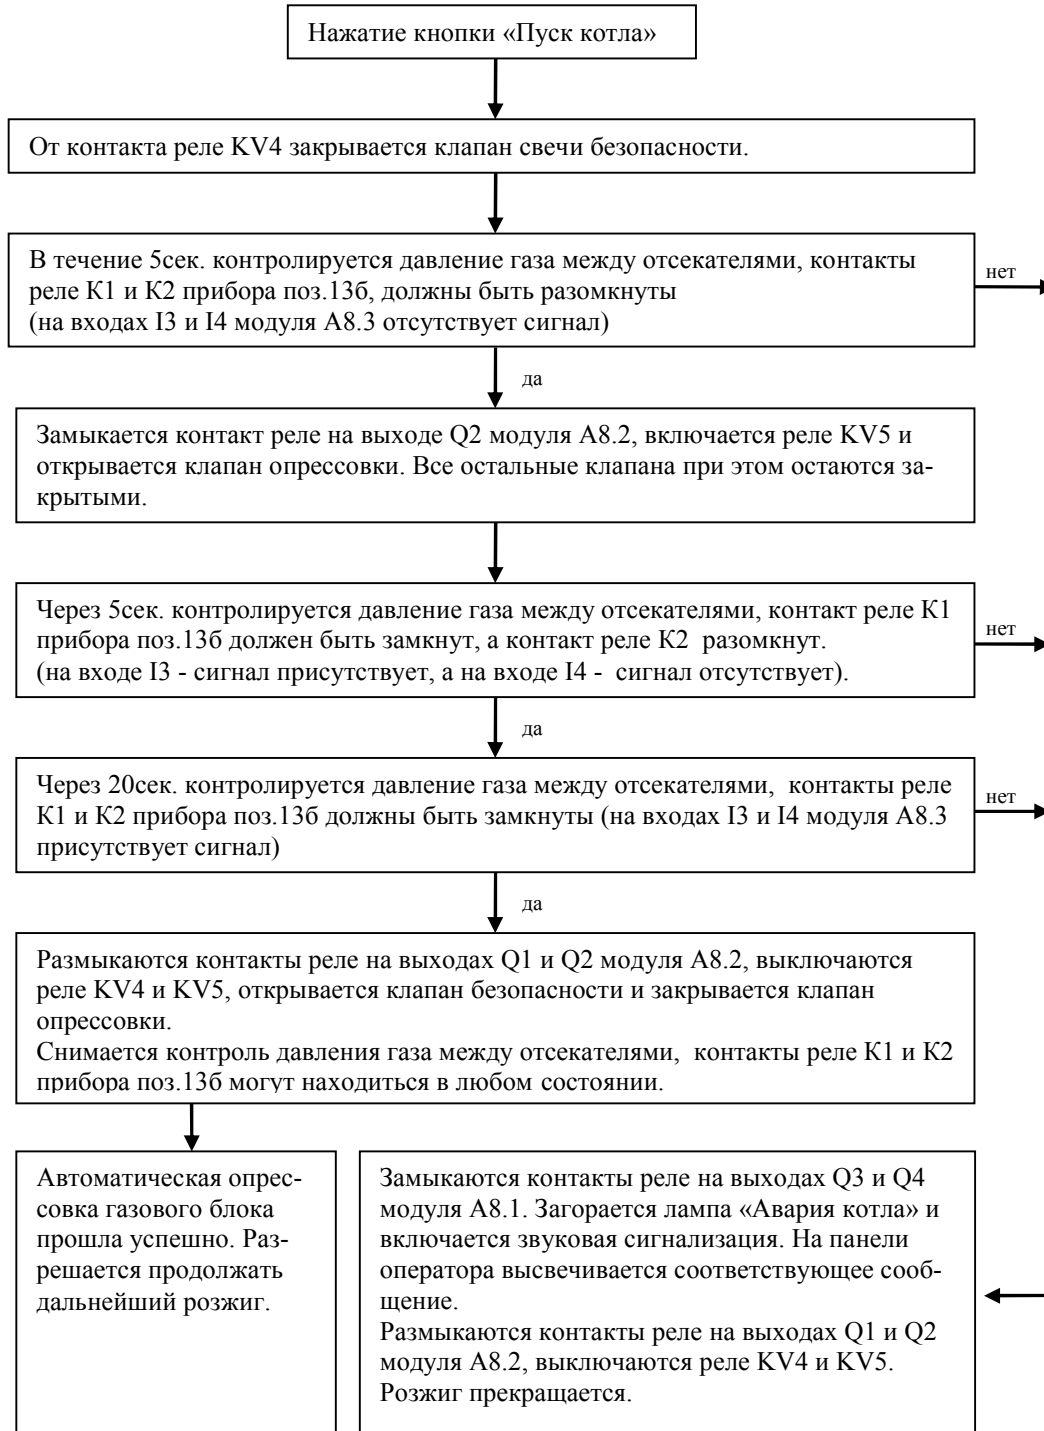 Нажатие кнопки «Пуск котла»
От контакта реле KV4 закрывается клапан свечи безопасности.
В течение 5сек. контролируется давление газа между отсекателями, контакты
реле К1 и К2 прибора поз.13б, должны быть разомкнуты
(на входах I3 и I4 модуля А8.3 отсутствует сигнал)
нет
да
Замыкается контакт реле на выходе Q2 модуля А8.2, включается реле KV5 и
открывается клапан опрессовки. Все остальные клапана при этом остаются за-
крытыми.
Через 5сек. контролируется давление газа между отсекателями, контакт реле К1
прибора поз.13б должен быть замкнут, а контакт реле К2  разомкнут.
(на входе I3 - сигнал присутствует, а на входе I4 -  сигнал отсутствует).
нет
да
Через 20сек. контролируется давление газа между отсекателями,  контакты реле
К1 и К2 прибора поз.13б должны быть замкнуты (на входах I3 и I4 модуля А8.3
присутствует сигнал)
нет
да
Размыкаются контакты реле на выходах Q1 и Q2 модуля А8.2, выключаются
реле KV4 и KV5, открывается клапан безопасности и закрывается клапан
опрессовки.
Снимается контроль давления газа между отсекателями,  контакты реле К1 и К2
прибора поз.13б могут находиться в любом состоянии.
Автоматическая опрес-
совка газового блока
прошла успешно. Раз-
решается продолжать
дальнейший розжиг.
Замыкаются контакты реле на выходах Q3 и Q4
модуля А8.1. Загорается лампа «Авария котла» и
включается звуковая сигнализация. На панели
оператора высвечивается соответствующее сооб-
щение.
Размыкаются контакты реле на выходах Q1 и Q2
модуля А8.2, выключаются реле KV4 и KV5.
Розжиг прекращается.